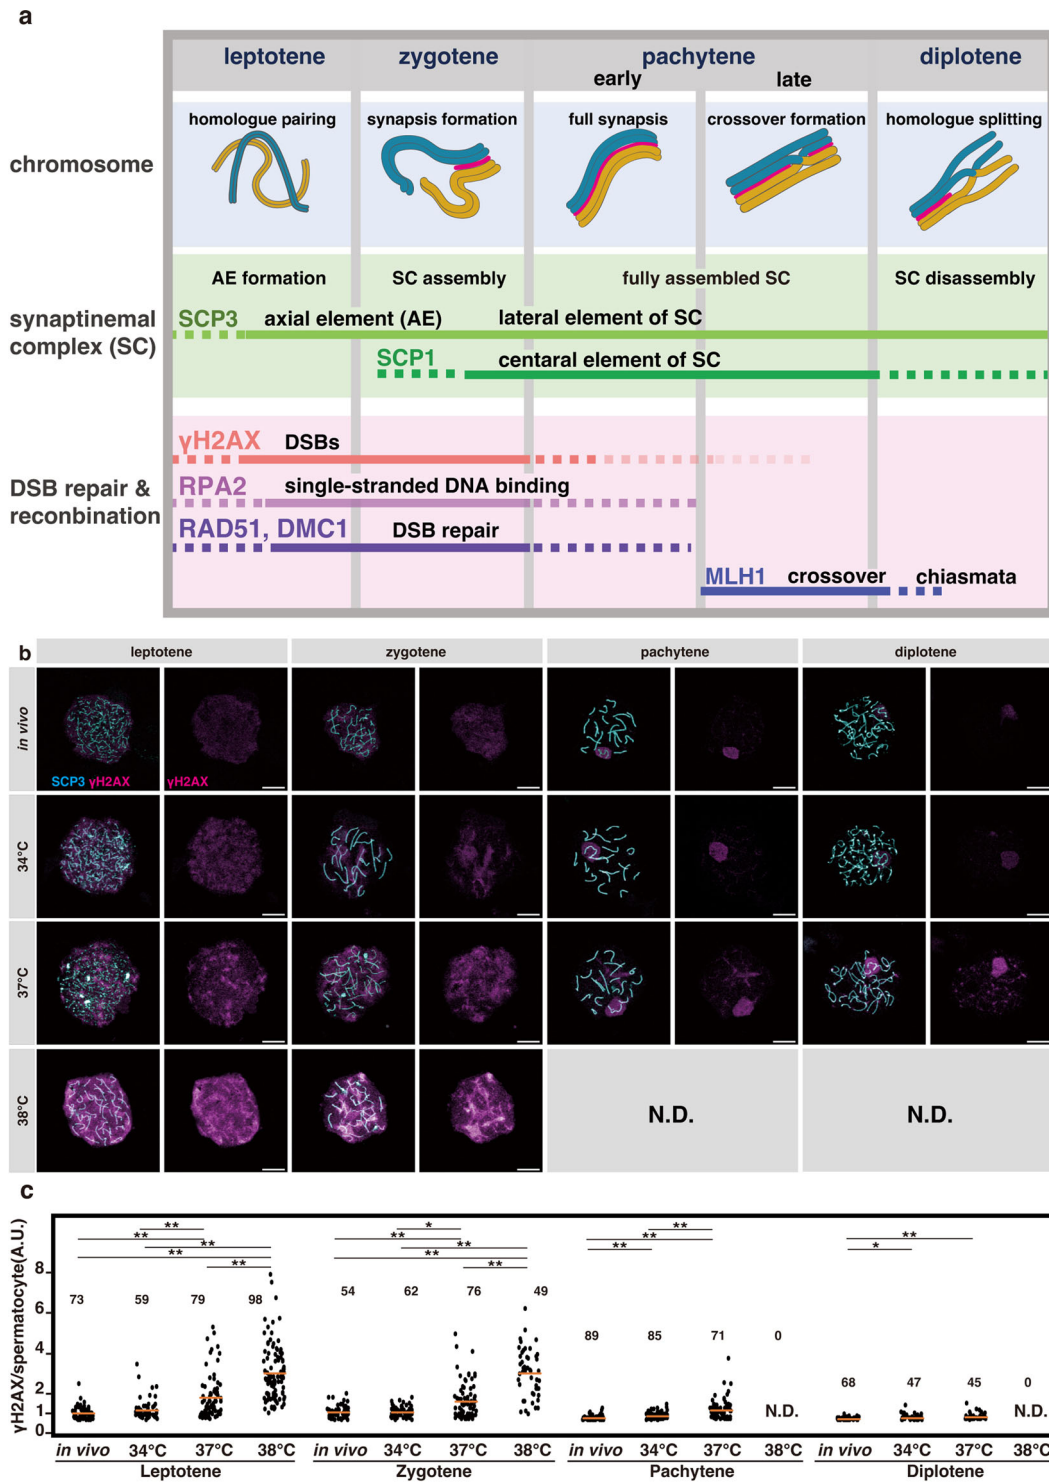 a
leptotene zygotene pachytene diplotene
early late
chromosome
homologue pairing synapsis formation full synapsis crossover formation homologue splitting
AE formation SC assembly fully assembled SC SC disassembly
synaptinemal
complex (SC)
SCP3 axial element (AE) lateral element of SC
SCP1 centaral element of SC
γH2AX DSBs
DSB repair &
reconbination
RPA2 single-stranded DNA binding
RAD51, DMC1 DSB repair
MLH1 crossover chiasmata
b
leptotene zygotene pachytene diplotene
in vivo
SCP3 γH2AX γH2AX
34°C
37°C
38°C
N.D. N.D.
c
γH2AX/spermatocyte(A.U.)
** * ** **
** ** ** **
** ** ** *
** **
** **
8
6
4
2
1
0
73 59 79 98 54 62 76 49 89 85 71 0 68 47 45 0
N.D. N.D.
in vivo 34°C 37°C 38°C in vivo 34°C 37°C 38°C in vivo 34°C 37°C 38°C in vivo 34°C 37°C 38°C
Leptotene Zygotene Pachytene Diplotene